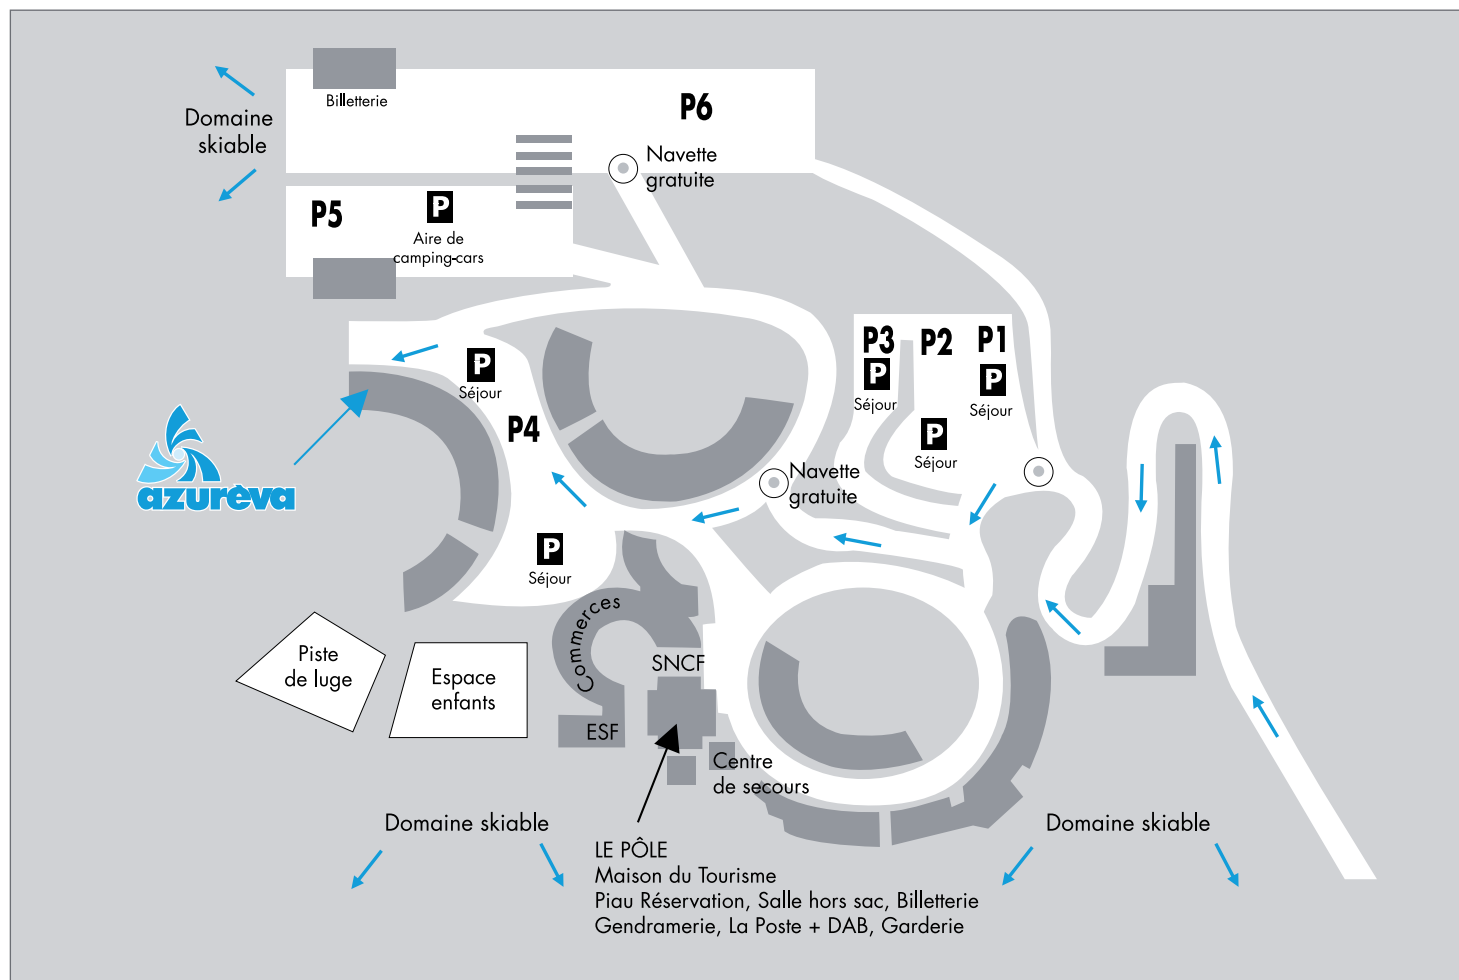 Billetterie
P6
Domaine
skiable
Navette
gratuite
P5
P
Aire de
camping-cars
P3
P2
P1
P
Séjour
P
Séjour
P
Séjour
P4
P
Séjour
Navette
gratuite
azurèva
P
Séjour
Commerces
Piste
de luge
Espace
enfants
SNCF
ESF
Centre
de secours
Domaine skiable
Domaine skiable
LE PÔLE
Maison du Tourisme
Piau Réservation, Salle hors sac, Billetterie
Gendramerie, La Poste + DAB, Garderie